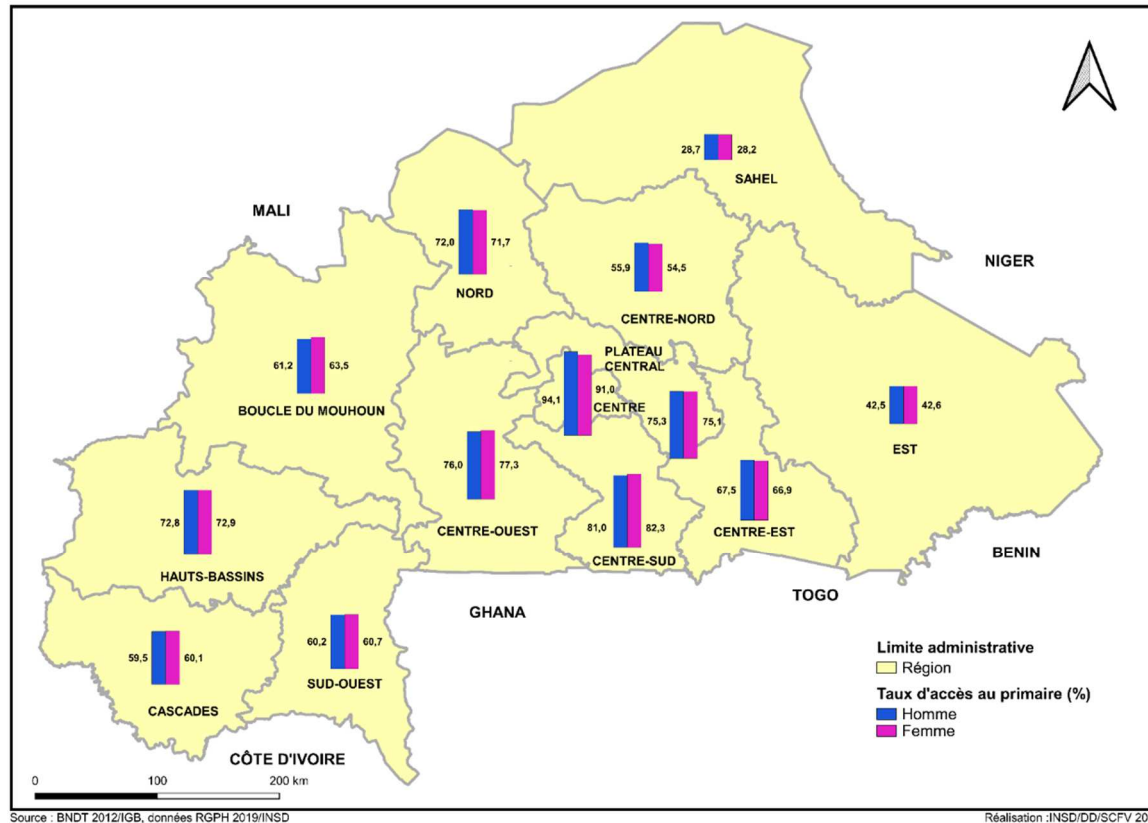 28,7
28,2
SAHEL
MALI
72,0
71,7
NORD
NIGER
55,9
54,5
CENTRE-NORD
PLATEAU
CENTRAL
61,2
63,5
BOUCLE DU MOUHOUN
94,1
91,0
CENTRE
75,3
75,1
42,5
42,6
EST
76,0
77,3
CENTRE-OUEST
67,5
66,9
CENTRE-EST
81,0
82,3
CENTRE-SUD
72,8
72,9
HAUTS-BASSINS
BENIN
TOGO
GHANA
59,5
60,1
CASCADES
60,2
60,7
SUD-OUEST
CÔTE D'IVOIRE
Limite administrative
Région
Taux d'accès au primaire (%)
Homme
Femme
0 100 200 km
Source : BNDT 2012/IGB, données RGPH 2019/INSD
Réalisation :INSD/DD/SCFV